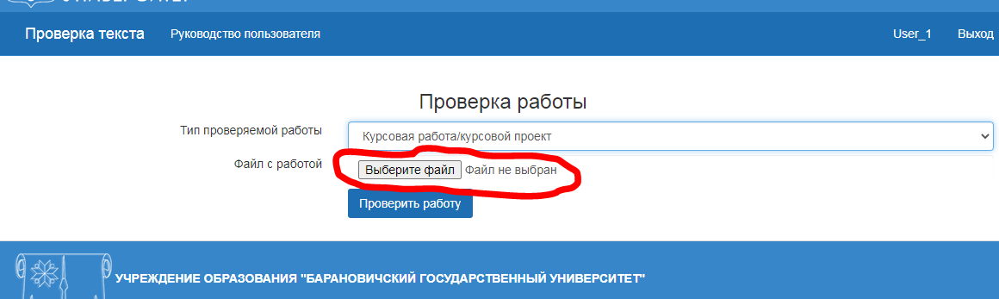 Проверка текста Руководство пользователя User_1 Выход
Проверка работы
Тип проверяемой работы Курсовая работа/курсовой проект
Файл с работой Выберите файл Файл не выбран
Проверить работу
УЧРЕЖДЕНИЕ ОБРАЗОВАНИЯ "БАРАНОВИЧСКИЙ ГОСУДАРСТВЕННЫЙ УНИВЕРСИТЕТ"